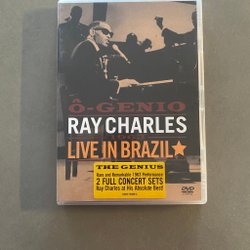 Ô-GENIO
RAY CHARLES
LIVE IN BRAZIL
THE GENIUS
Rare and Remarkable 1963 Performance
2 FULL CONCERT SETS
Ray Charles at His Absolute Best!
DVD